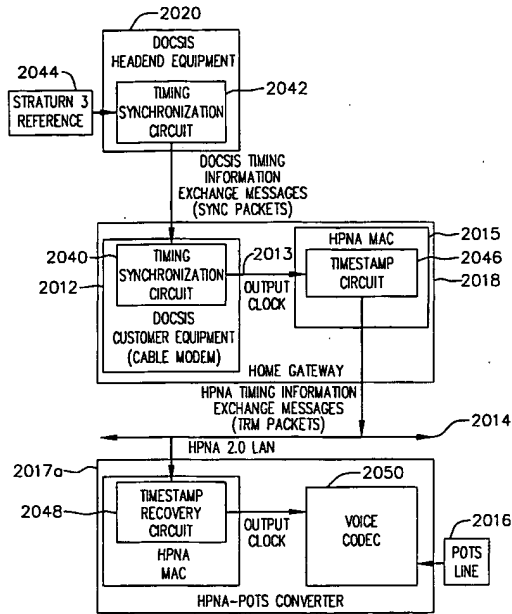 2020
DOCSIS
HEADEND EQUIPMENT
2044
STRATURN 3
REFERENCE
TIMING
SYNCHRONIZATION
CIRCUIT
2042
DOCSIS TIMING
INFORMATION
EXCHANGE MESSAGES
(SYNC PACKETS)
2040
2012
TIMING
SYNCHRONIZATION
CIRCUIT
2013
OUTPUT
CLOCK
DOCSIS
CUSTOMER EQUIPMENT
(CABLE MODEM)
HPNA MAC
TIMESTAMP
CIRCUIT
2015
2046
2018
HOME GATEWAY
HPNA TIMING INFORMATION
EXCHANGE MESSAGES
(TRM PACKETS)
2014
HPNA 2.0 LAN
2017a
2048
TIMESTAMP
RECOVERY
CIRCUIT
HPNA
MAC
OUTPUT
CLOCK
2050
VOICE
CODEC
2016
POTS
LINE
HPNA-POTS CONVERTER